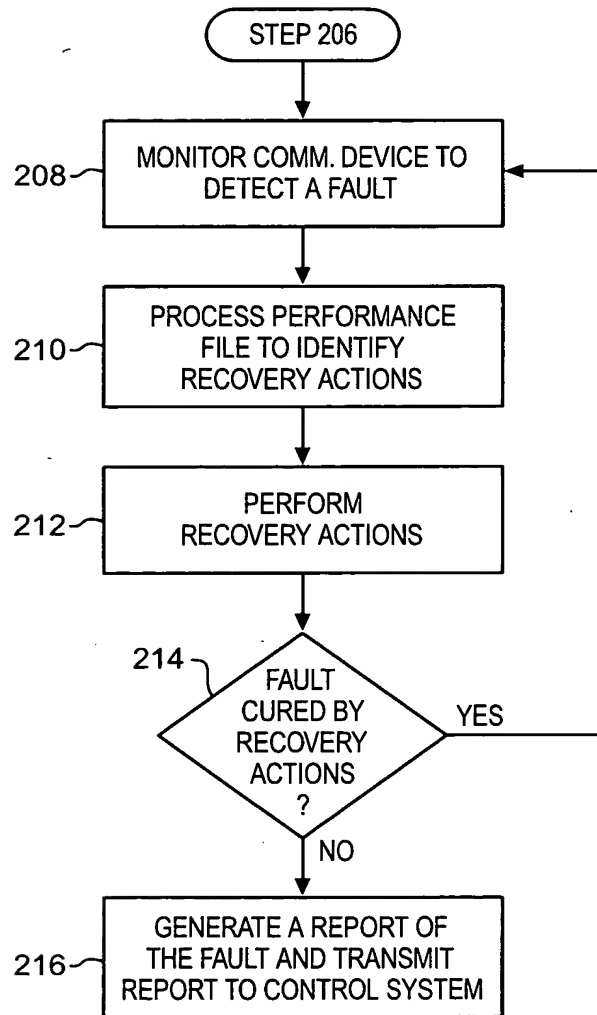 STEP 206
208
MONITOR COMM. DEVICE TO
DETECT A FAULT
210
PROCESS PERFORMANCE
FILE TO IDENTIFY
RECOVERY ACTIONS
212
PERFORM
RECOVERY ACTIONS
214
FAULT
CURED BY
RECOVERY
ACTIONS
?
YES
NO
216
GENERATE A REPORT OF
THE FAULT AND TRANSMIT
REPORT TO CONTROL SYSTEM